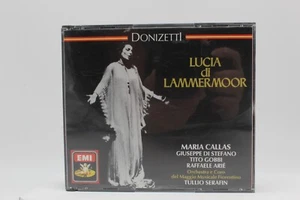 DONIZETTI
LUCIA
di
LAMMERMOOR
MARIA CALLAS
GIUSEPPE DI STEFANO
TITO GOBBI
RAFFAELE ARIÉ
Orchestra e Coro
del Maggio Musicale Fiorentino
TULLIO SERAFIN
EMI